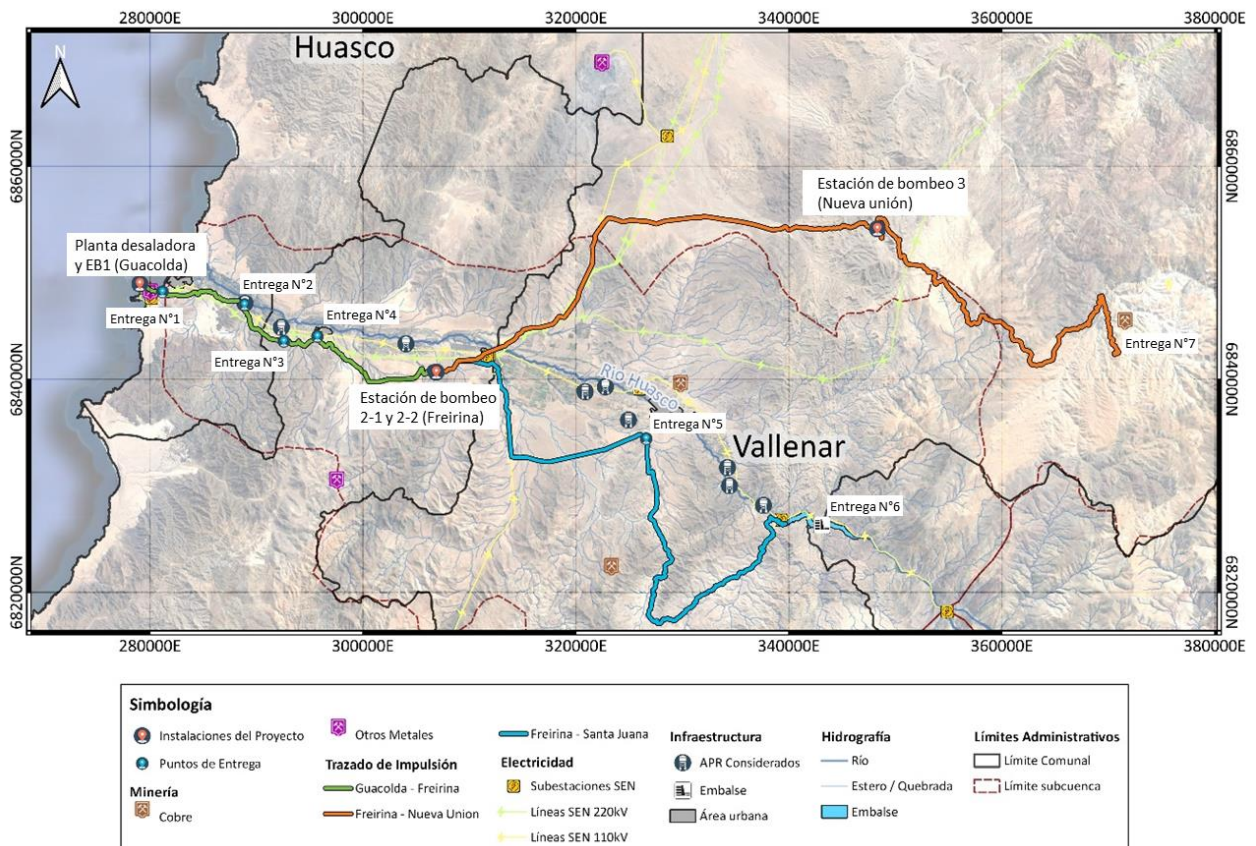 280000E
300000E
320000E
340000E
360000E
380000E
Huasco
N
6860000N
6860000N
Estación de bombeo 3
(Nueva unión)
Planta desaladora
y EB1 (Guacolda)
Entrega N°2
Entrega N°1
Entrega N°4
Entrega N°3
Entrega N°7
6840000N
6840000N
Río Huasco
Estación de bombeo
2-1 y 2-2 (Freirina)
Entrega N°5
Vallenar
Entrega N°6
6820000N
6820000N
280000E
300000E
320000E
340000E
360000E
380000E
Simbología
Instalaciones del Proyecto
Puntos de Entrega
Minería
Cobre
Otros Metales
Trazado de Impulsión
Guacolda - Freirina
Freirina - Nueva Union
Freirina - Santa Juana
Electricidad
Subestaciones SEN
Líneas SEN 220kV
Líneas SEN 110kV
Infraestructura
APR Considerados
Embalse
Área urbana
Hidrografía
Río
Estero / Quebrada
Embalse
Límites Administrativos
Límite Comunal
Límite subcuenca